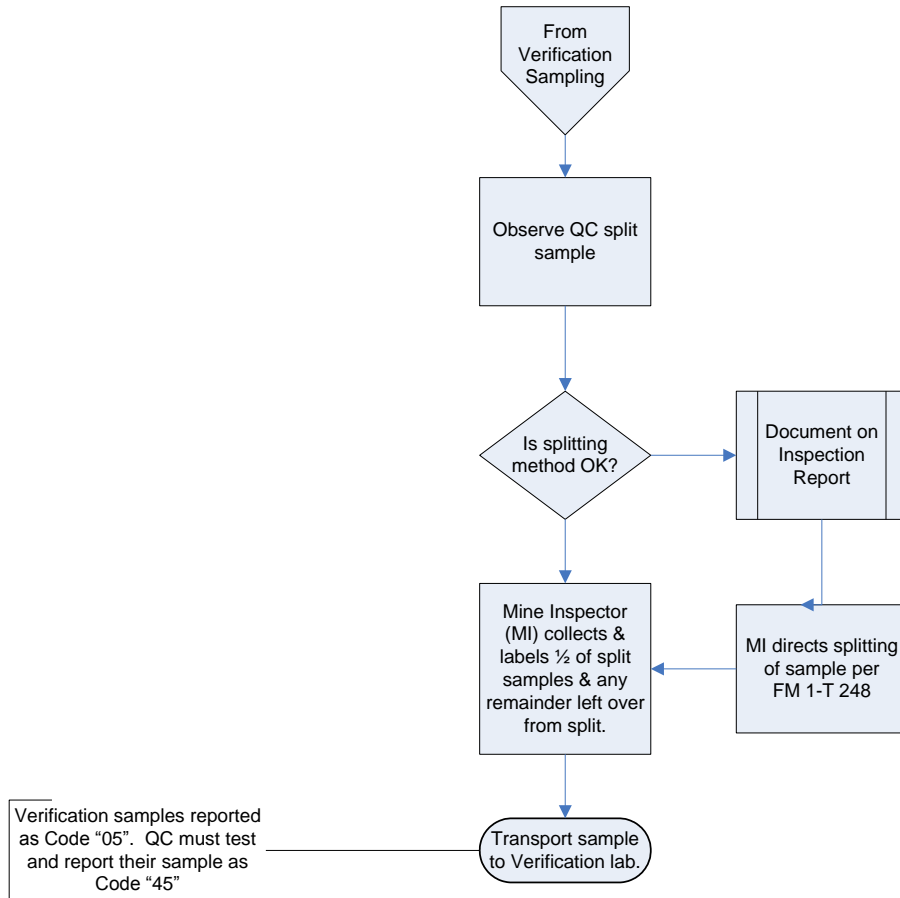 From
Verification
Sampling
Observe QC split
sample
Is splitting
method OK?
Document on
Inspection
Report
Mine Inspector
(MI) collects &
labels ½ of split
samples & any
remainder left over
from split.
MI directs splitting
of sample per
FM 1-T 248
Verification samples reported
as Code “05”.  QC must test
and report their sample as
Code “45”
Transport sample
to Verification lab.